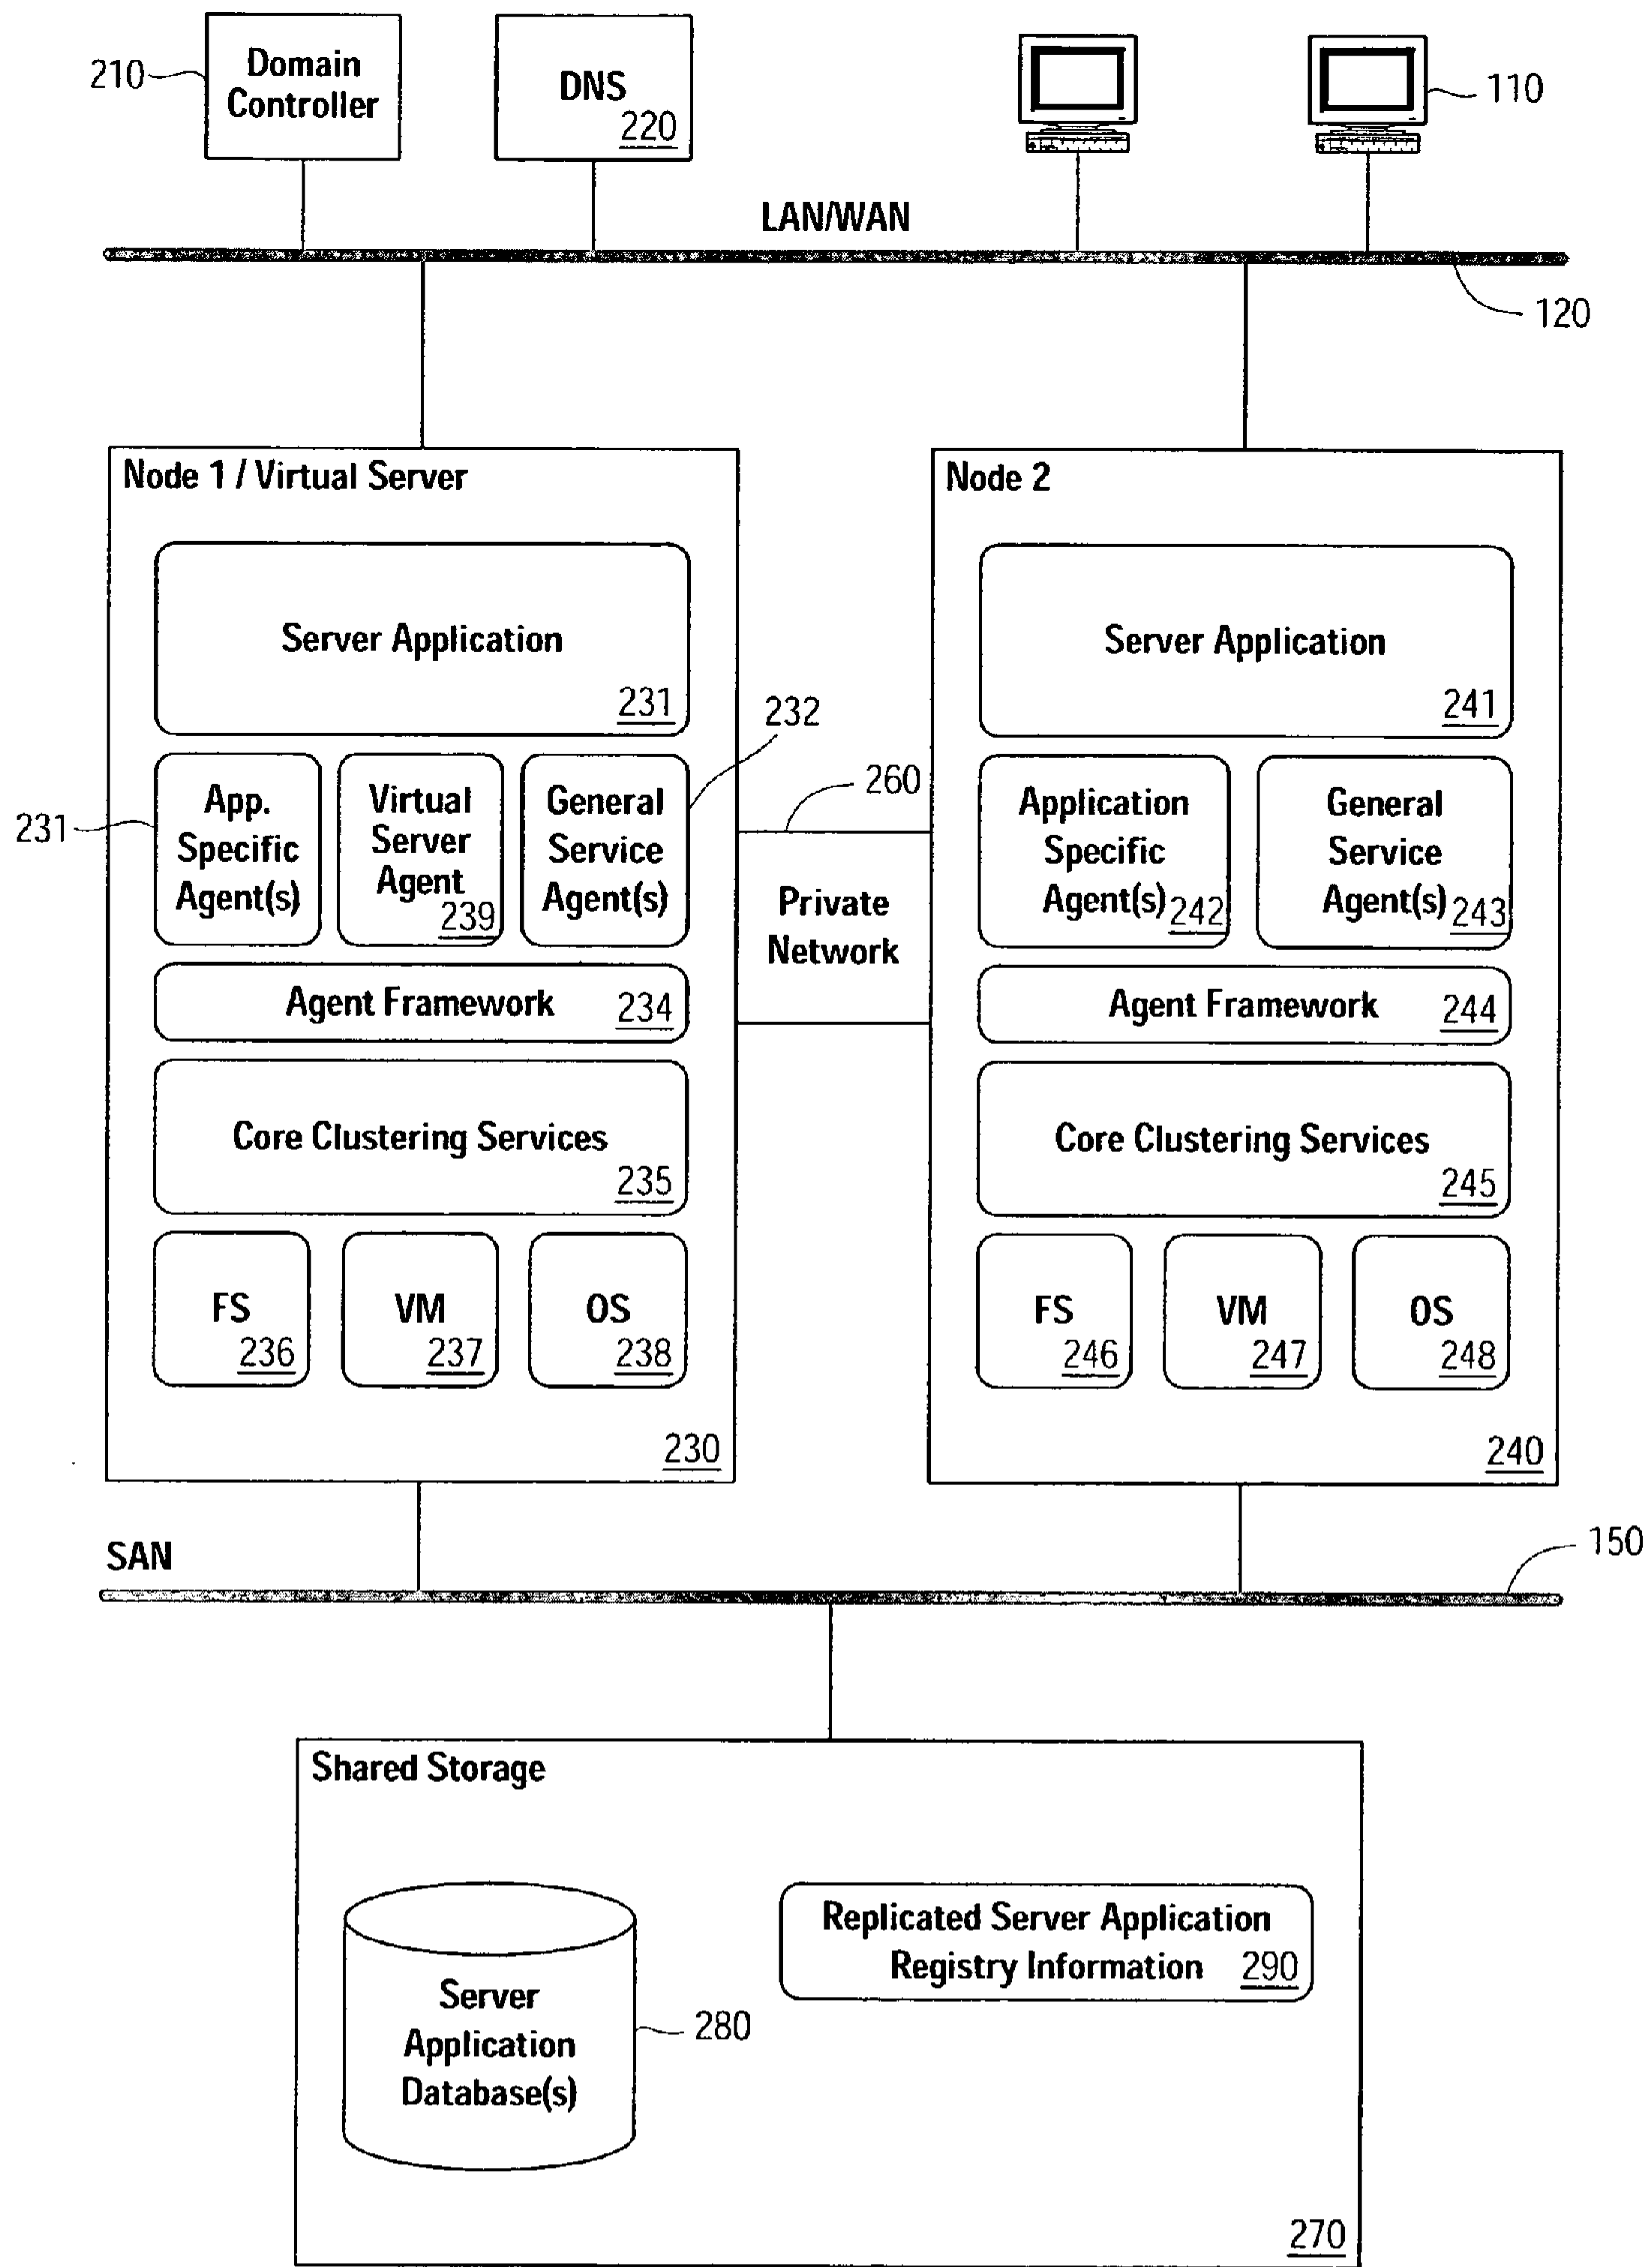 210
Domain
Controller
DNS
220
110
LAN/WAN
120
Node 1 / Virtual Server
Server Application
231
231
App.
Specific
Agent(s)
Virtual
Server
Agent
239
General
Service
Agent(s)
232
Agent Framework 234
Core Clustering Services
235
FS
236
VM
237
OS
238
230
260
Private
Network
Node 2
Server Application
241
Application
Specific
Agent(s) 242
General
Service
Agent(s) 243
Agent Framework 244
Core Clustering Services
245
FS
246
VM
247
OS
248
240
SAN
150
Shared Storage
Server
Application
Database(s)
280
Replicated Server Application
Registry Information 290
270